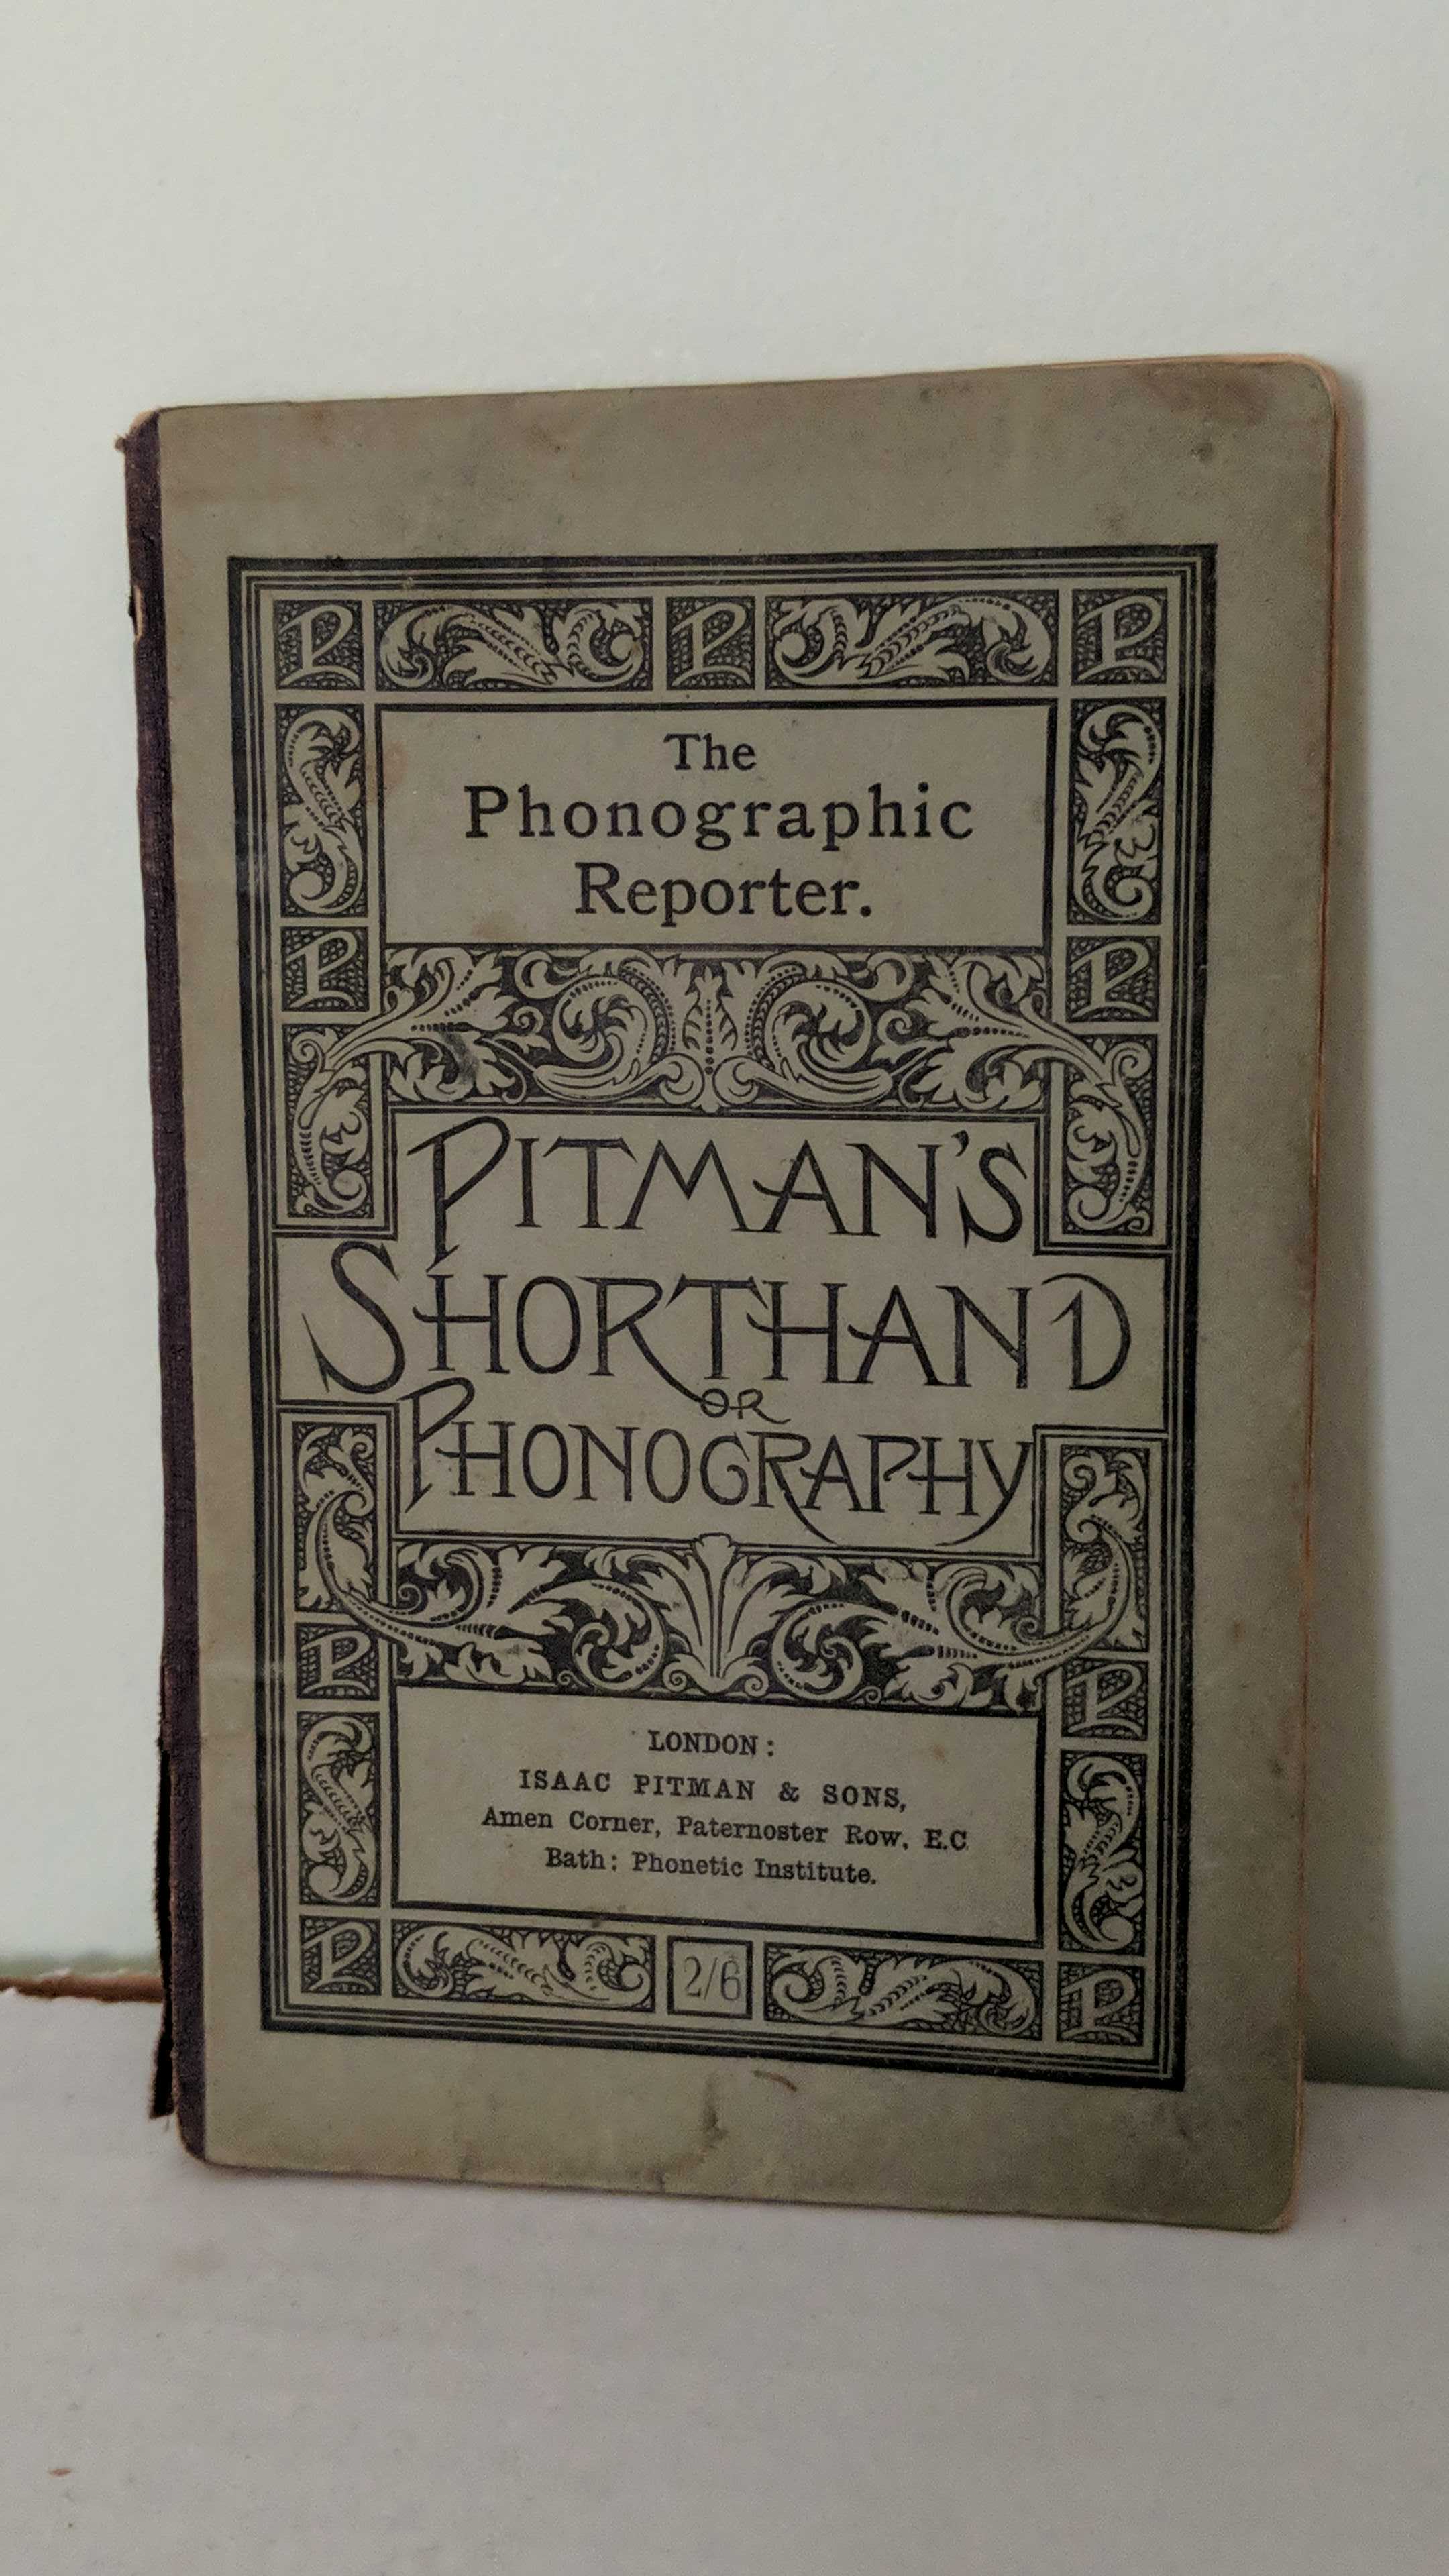 P P P
The
Phonographic
Reporter.
P P
PITMAN'S
SHORTHAND
OR
PHONOGRAPHY
P P
LONDON:
ISAAC PITMAN & SONS,
Amen Corner, Paternoster Row, E.C
Bath: Phonetic Institute.
P 2/6 P